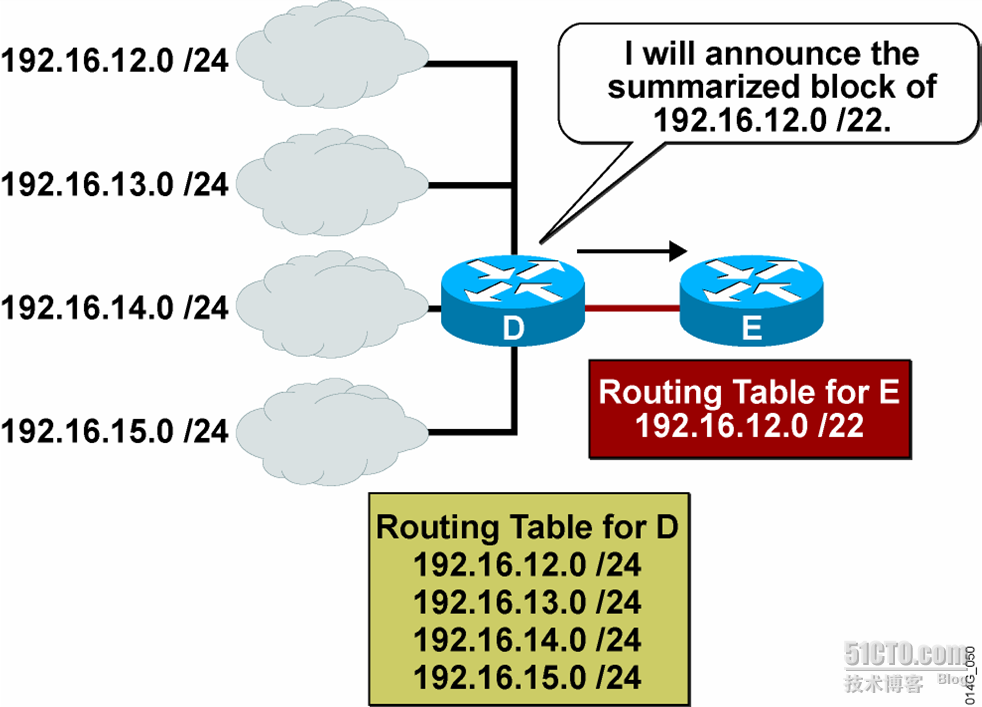 192.16.12.0 /24
I will announce the
summarized block of
192.16.12.0 /22.
192.16.13.0 /24
192.16.14.0 /24
D
E
192.16.15.0 /24
Routing Table for E
192.16.12.0 /22
Routing Table for D
192.16.12.0 /24
192.16.13.0 /24
192.16.14.0 /24
192.16.15.0 /24
51CTO.com
技术博客 Blog
014G_050